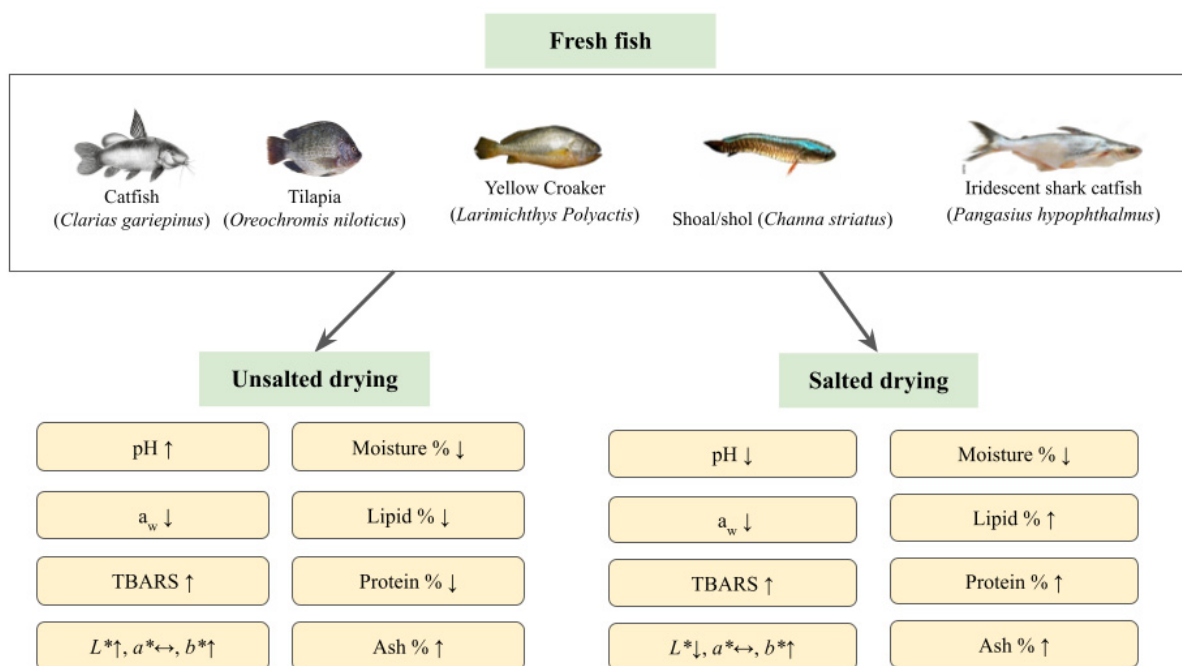 Fresh fish
Catfish
(Clarias gariepinus)
Tilapia
(Oreochromis niloticus)
Yellow Croaker
(Larimichthys Polyactis)
Shoal/shol (Channa striatus)
Iridescent shark catfish
(Pangasius hypophthalmus)
Unsalted drying
pH ↑
Moisture % ↓
aw ↓
Lipid % ↓
TBARS ↑
Protein % ↓
L*↑, a*↔, b*↑
Ash % ↑
Salted drying
pH ↓
Moisture % ↓
aw ↓
Lipid % ↑
TBARS ↑
Protein % ↑
L*↓, a*↔, b*↑
Ash % ↑